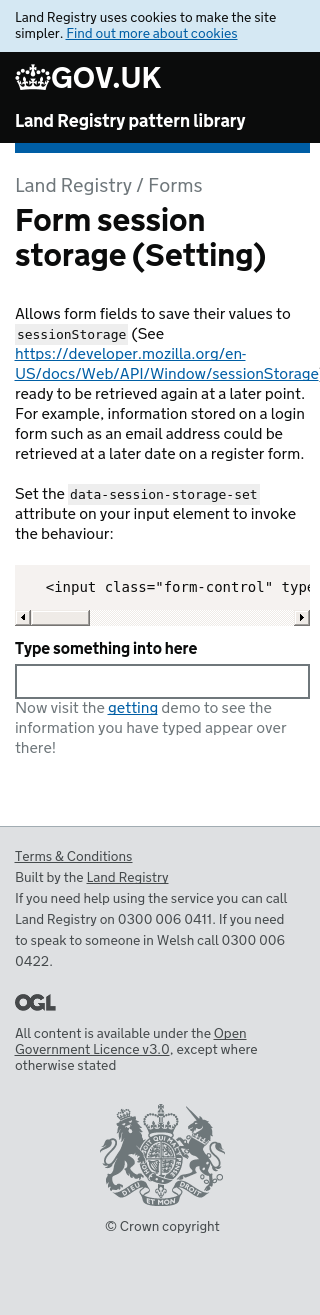 Land Registry uses cookies to make the site
simpler. Find out more about cookies
GOV.UK
Land Registry pattern library
Land Registry / Forms
Form session
storage (Setting)
Allows form fields to save their values to
sessionStorage (See
https://developer.mozilla.org/en-
US/docs/Web/API/Window/sessionStorage
ready to be retrieved again at a later point.
For example, information stored on a login
form such as an email address could be
retrieved at a later date on a register form.
Set the data-session-storage-set
attribute on your input element to invoke
the behaviour:
<input class="form-control" type
Type something into here
Now visit the getting demo to see the
information you have typed appear over
there!
Terms & Conditions
Built by the Land Registry
If you need help using the service you can call
Land Registry on 0300 006 0411. If you need
to speak to someone in Welsh call 0300 006
0422.
OGL
All content is available under the Open
Government Licence v3.0, except where
otherwise stated
DIEU ET MON DROIT
© Crown copyright